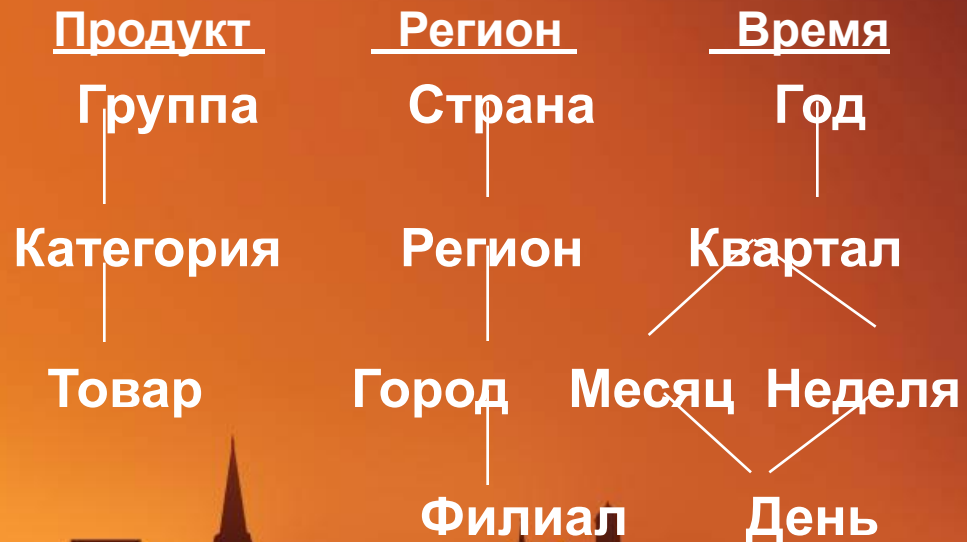 Продукт Регион Время
Группа Страна Год
Категория Регион Квартал
Товар Город Месяц Неделя
Филиал День